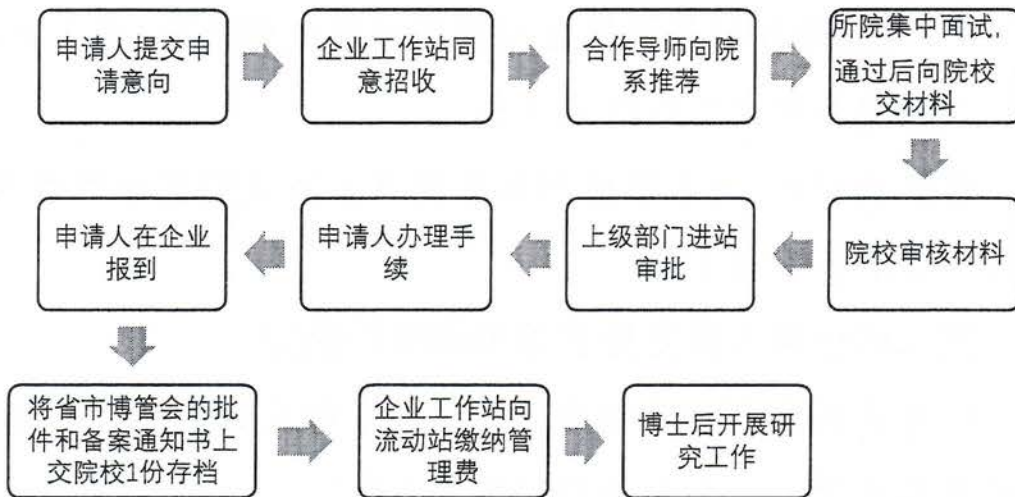 申请人提交申
请意向
企业工作站同
意招收
合作导师向院
系推荐
所院集中面试，
通过后向院校
交材料
院校审核材料
上级部门进站
审批
申请人办理手
续
申请人在企业
报到
将省市博管会的批
件和备案通知书上
交院校1份存档
企业工作站向
流动站缴纳管
理费
博士后开展研
究工作